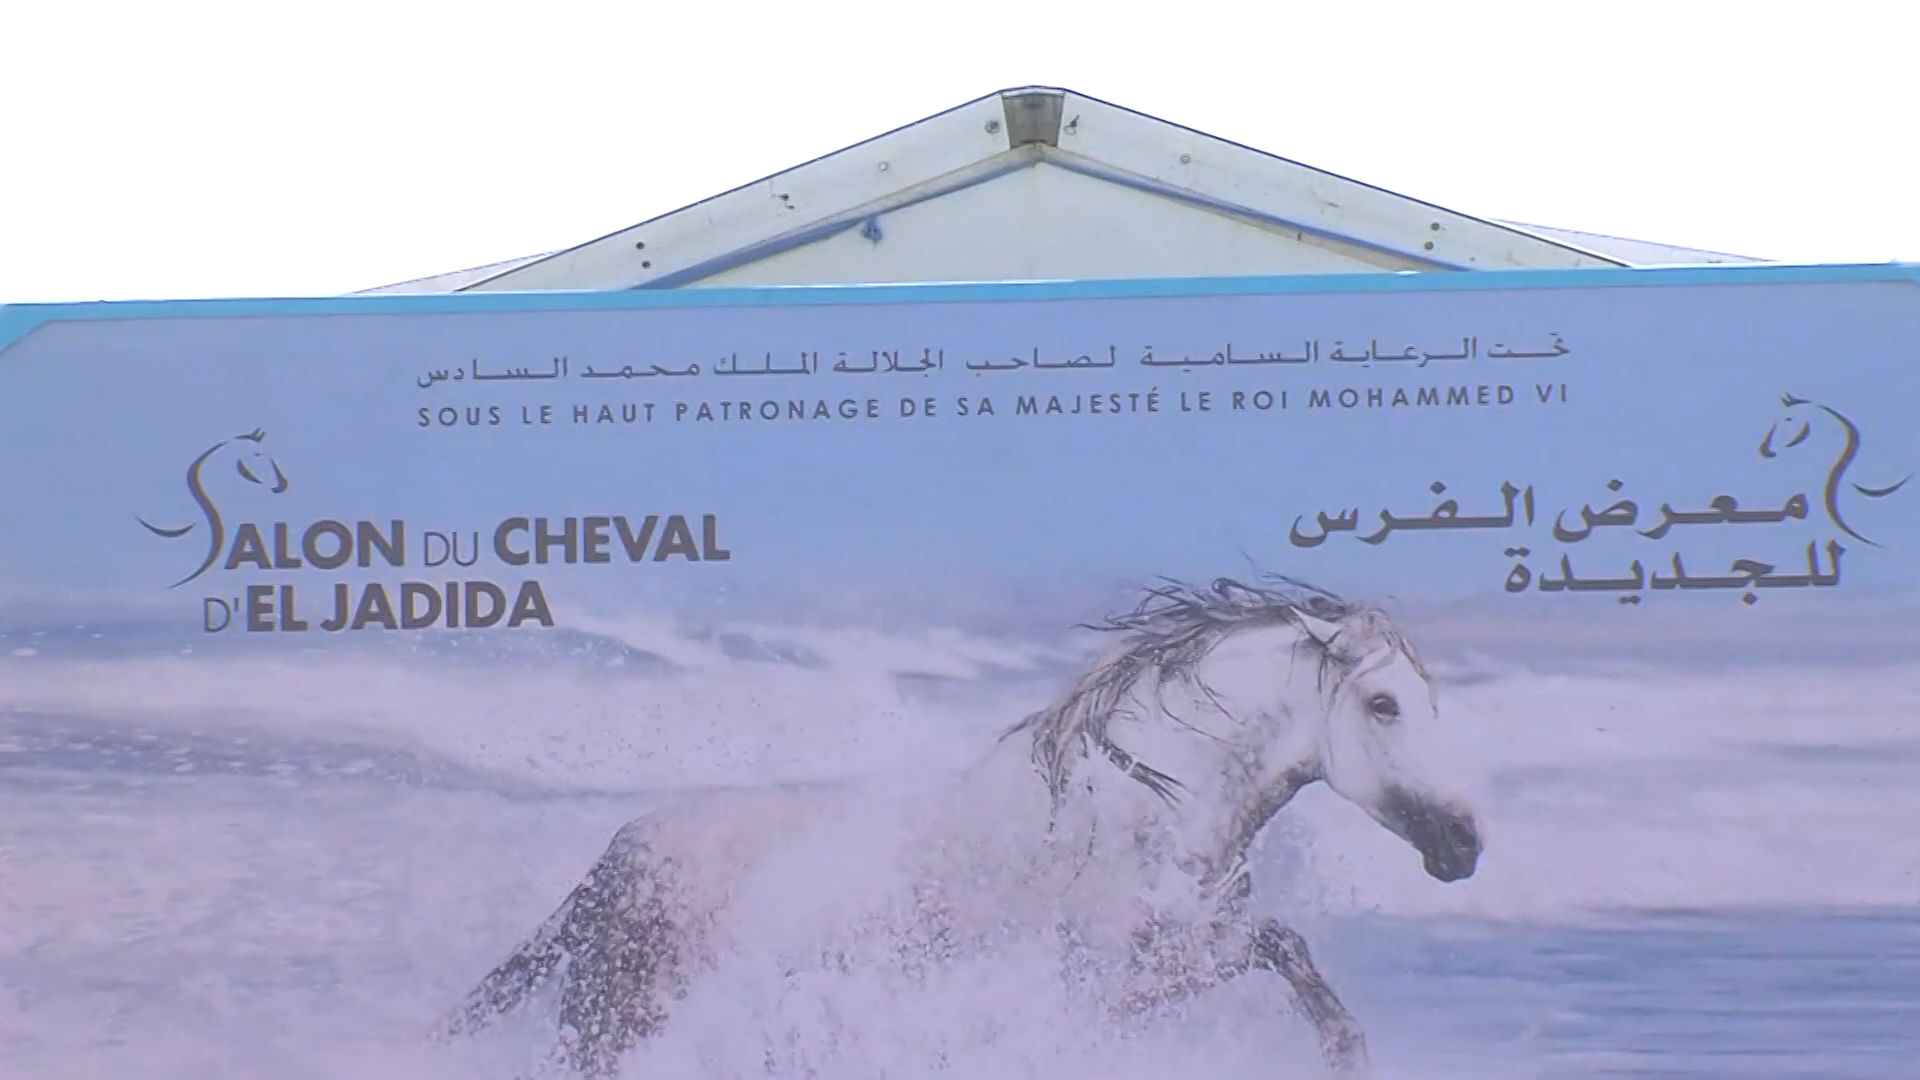 تحت الرعاية السامية لصاحب الجلالة الملك محمد السادس
SOUS LE HAUT PATRONAGE DE SA MAJESTÉ LE ROI MOHAMMED VI
SALON DU CHEVAL
D'EL JADIDA
معرض الفرس
للجديدة